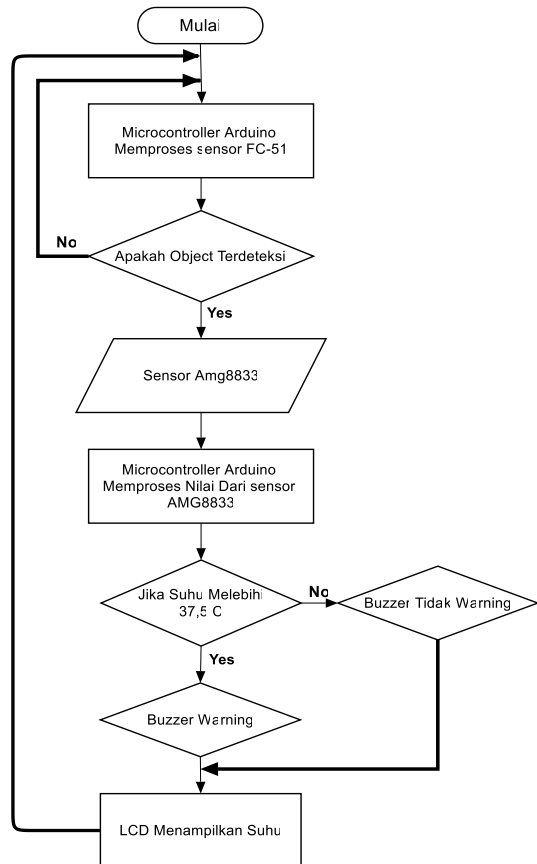 Mulai
Microcontroller Arduino
Memproses sensor FC-51
Apakah Object Terdeteksi
No
Yes
Sensor Amg8833
Microcontroller Arduino
Memproses Nilai Dari sensor
AMG8833
Jika Suhu Melebihi
37,5 C
No
Buzzer Tidak Warning
Yes
Buzzer Warning
LCD Menampilkan Suhu